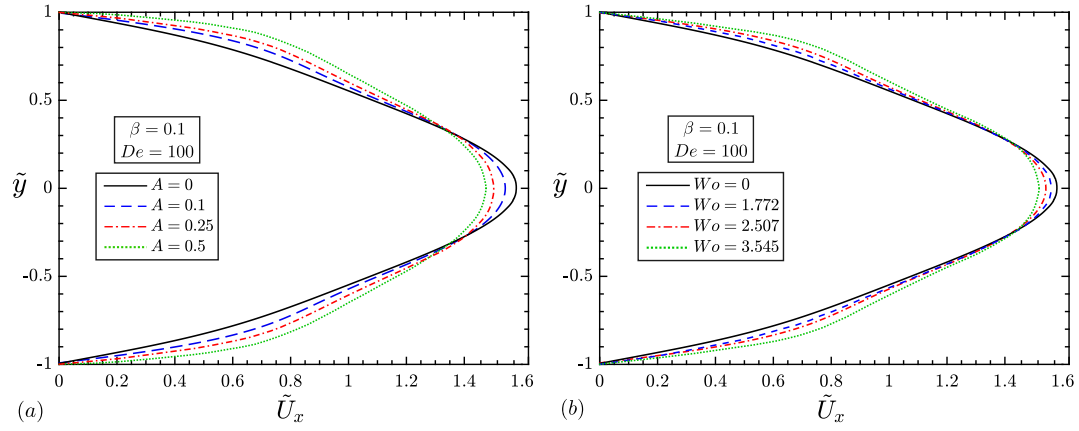 1
0.5
0
-0.5
-1
ỹ
β = 0.1
De = 100
A = 0
A = 0.1
A = 0.25
A = 0.5
0 0.2 0.4 0.6 0.8 1 1.2 1.4 1.6
(a)
Ũₓ
1
0.5
0
-0.5
-1
ỹ
β = 0.1
De = 100
Wo = 0
Wo = 1.772
Wo = 2.507
Wo = 3.545
0 0.2 0.4 0.6 0.8 1 1.2 1.4 1.6
(b)
Ũₓ